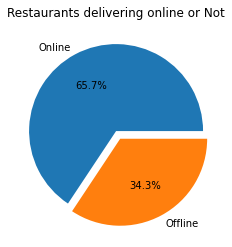 Restaurants delivering online or Not
Online
65.7%
34.3%
Offline